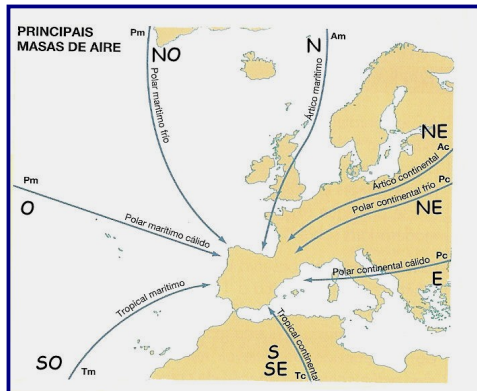 PRINCIPAIS
MASAS DE AIRE
Pm
NO
N
Am
Polar marítimo frío
Ártico marítimo
NE
Ac
Ártico continental
Pc
Polar continental frío
NE
Pm
O
Polar marítimo cálido
Polar continental cálido
Pc
E
Tropical marítimo
SO
Tm
Tropical continental
S
SE
Tc